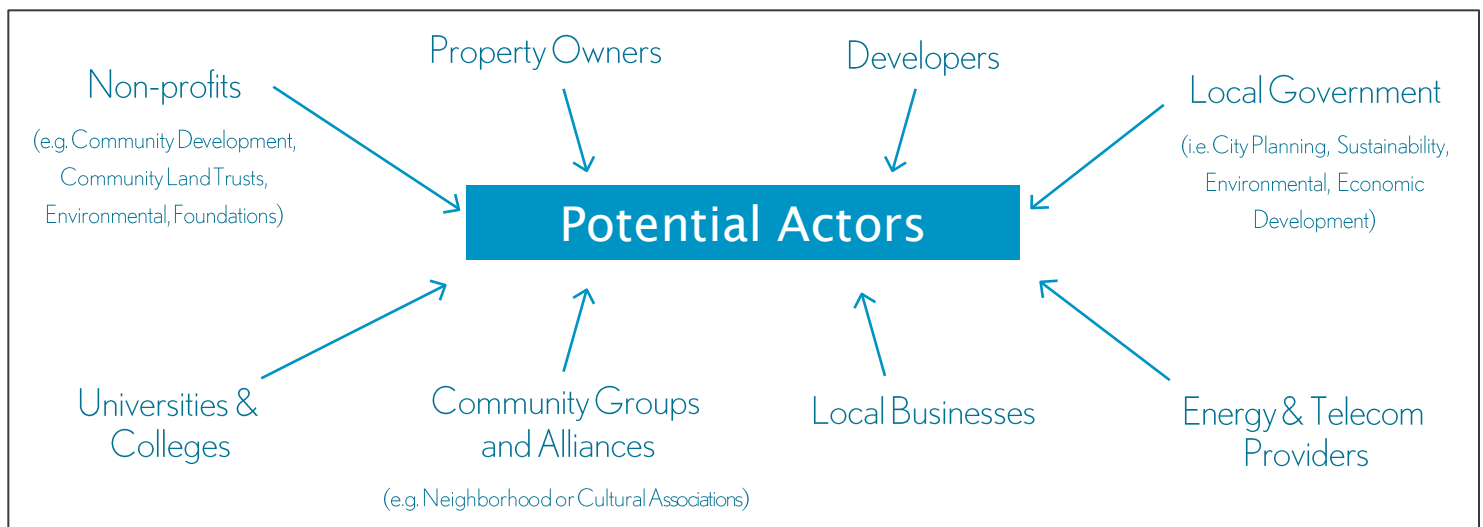 Property Owners
Developers
Non-profits
(e.g. Community Development,
Community Land Trusts,
Environmental, Foundations)
Local Government
(i.e. City Planning, Sustainability,
Environmental, Economic
Development)
Potential Actors
Universities &
Colleges
Community Groups
and Alliances
(e.g. Neighborhood or Cultural Associations)
Local Businesses
Energy & Telecom
Providers